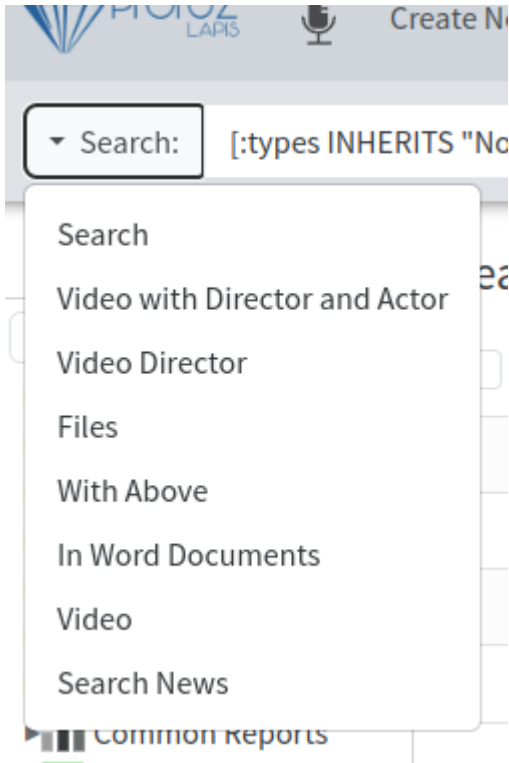 LAPIS
Create
Search:
[:types INHERITS "No
Search
Video with Director and Actor
Video Director
Files
With Above
In Word Documents
Video
Search News
Common Reports